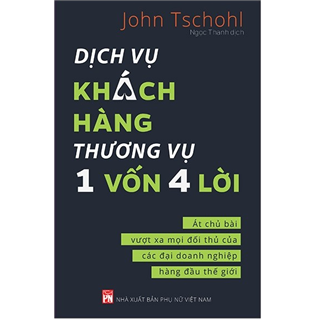 John Tschohl
Ngọc Thanh dịch
DỊCH VỤ
KHÁCH
HÀNG
THƯƠNG VỤ
1 VỐN 4 LỜI
Át chủ bài
vượt xa mọi đối thủ của
các đại doanh nghiệp
hàng đầu thế giới
PN
NHÀ XUẤT BẢN PHỤ NỮ VIỆT NAM